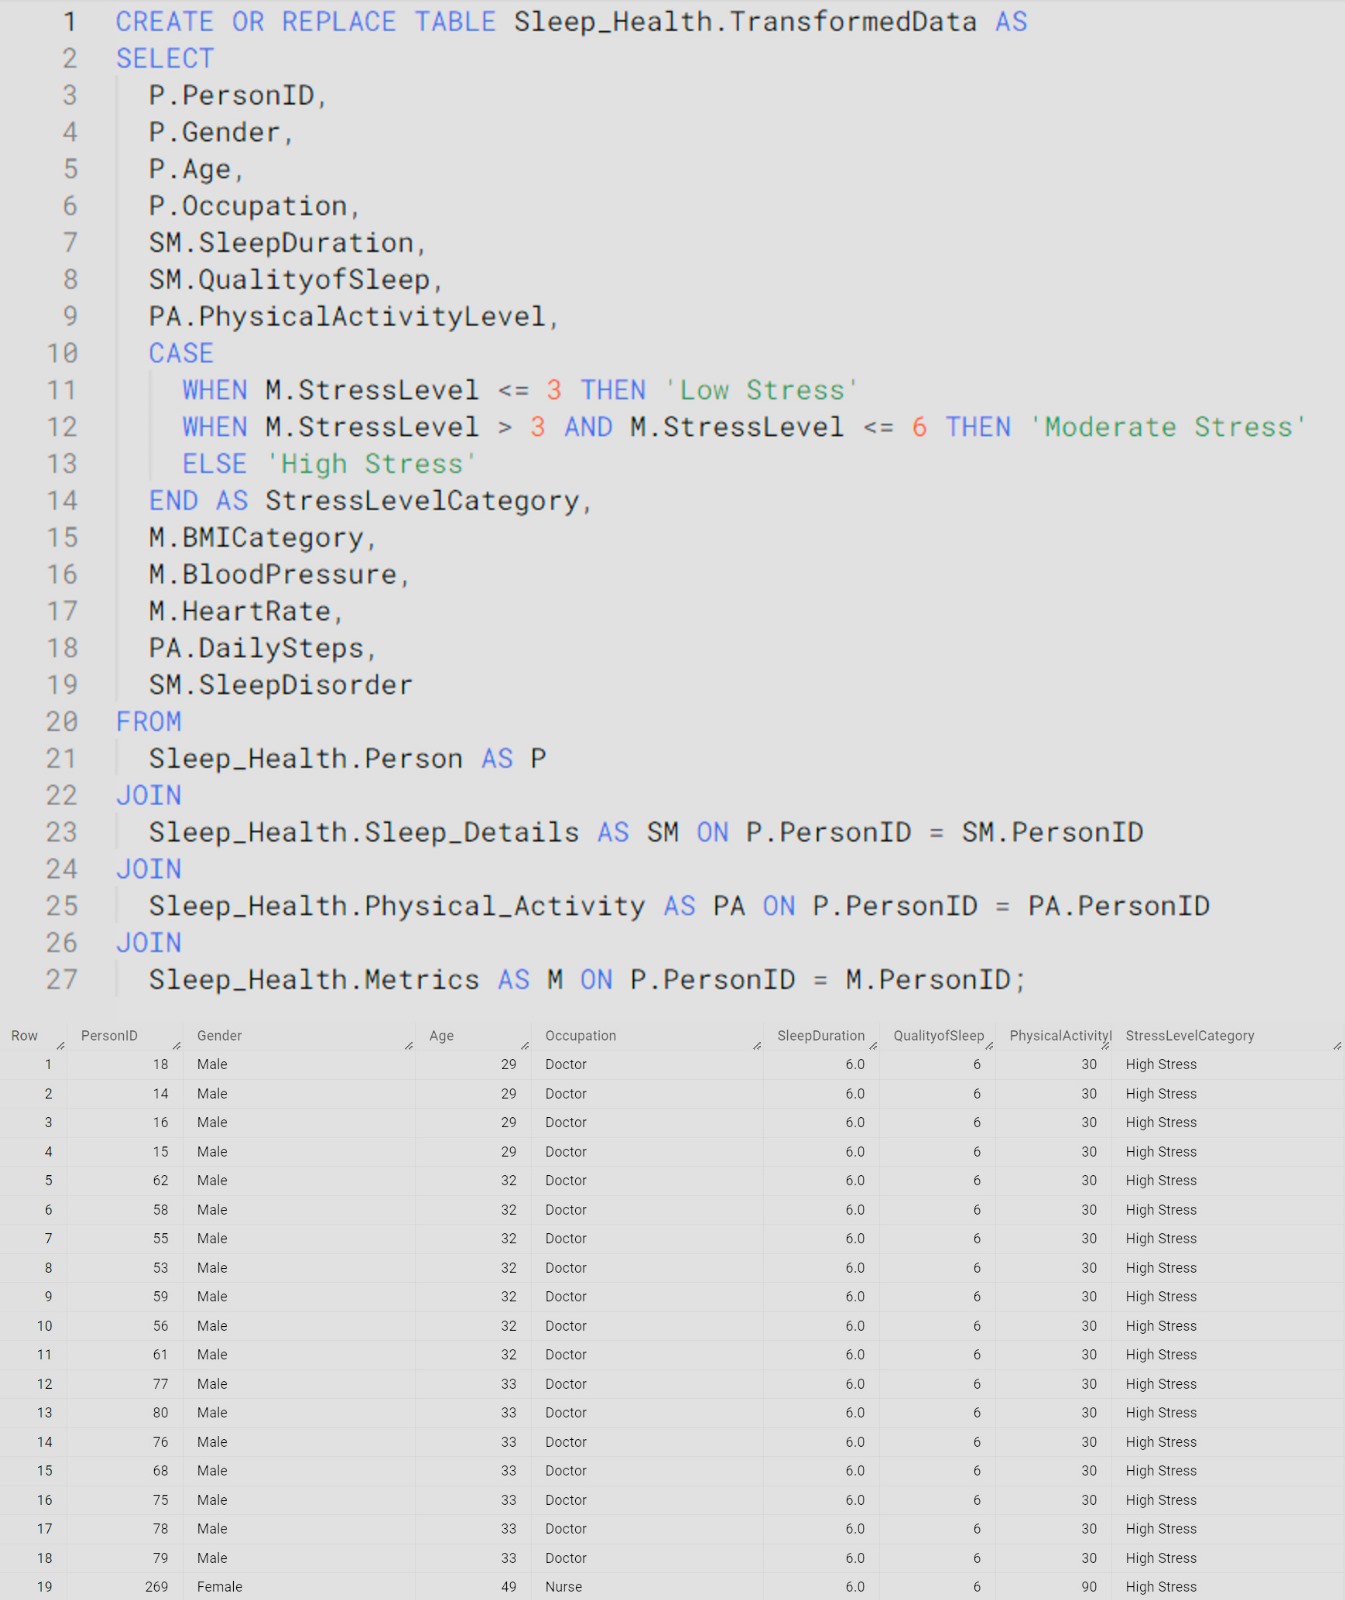 1 CREATE OR REPLACE TABLE Sleep_Health.TransformedData AS
2 SELECT
3 P.PersonID,
4 P.Gender,
5 P.Age,
6 P.Occupation,
7 SM.SleepDuration,
8 SM.QualityofSleep,
9 PA.PhysicalActivityLevel,
10 CASE
11 WHEN M.StressLevel <= 3 THEN 'Low Stress'
12 WHEN M.StressLevel > 3 AND M.StressLevel <= 6 THEN 'Moderate Stress'
13 ELSE 'High Stress'
14 END AS StressLevelCategory,
15 M.BMICategory,
16 M.BloodPressure,
17 M.HeartRate,
18 PA.DailySteps,
19 SM.SleepDisorder
20 FROM
21 Sleep_Health.Person AS P
22 JOIN
23 Sleep_Health.Sleep_Details AS SM ON P.PersonID = SM.PersonID
24 JOIN
25 Sleep_Health.Physical_Activity AS PA ON P.PersonID = PA.PersonID
26 JOIN
27 Sleep_Health.Metrics AS M ON P.PersonID = M.PersonID;
Row PersonID Gender Age Occupation SleepDuration QualityofSleep PhysicalActivityl StressLevelCategory
1 18 Male 29 Doctor 6.0 6 30 High Stress
2 14 Male 29 Doctor 6.0 6 30 High Stress
3 16 Male 29 Doctor 6.0 6 30 High Stress
4 15 Male 29 Doctor 6.0 6 30 High Stress
5 62 Male 32 Doctor 6.0 6 30 High Stress
6 58 Male 32 Doctor 6.0 6 30 High Stress
7 55 Male 32 Doctor 6.0 6 30 High Stress
8 53 Male 32 Doctor 6.0 6 30 High Stress
9 59 Male 32 Doctor 6.0 6 30 High Stress
10 56 Male 32 Doctor 6.0 6 30 High Stress
11 61 Male 32 Doctor 6.0 6 30 High Stress
12 77 Male 33 Doctor 6.0 6 30 High Stress
13 80 Male 33 Doctor 6.0 6 30 High Stress
14 76 Male 33 Doctor 6.0 6 30 High Stress
15 68 Male 33 Doctor 6.0 6 30 High Stress
16 75 Male 33 Doctor 6.0 6 30 High Stress
17 78 Male 33 Doctor 6.0 6 30 High Stress
18 79 Male 33 Doctor 6.0 6 30 High Stress
19 269 Female 49 Nurse 6.0 6 90 High Stress